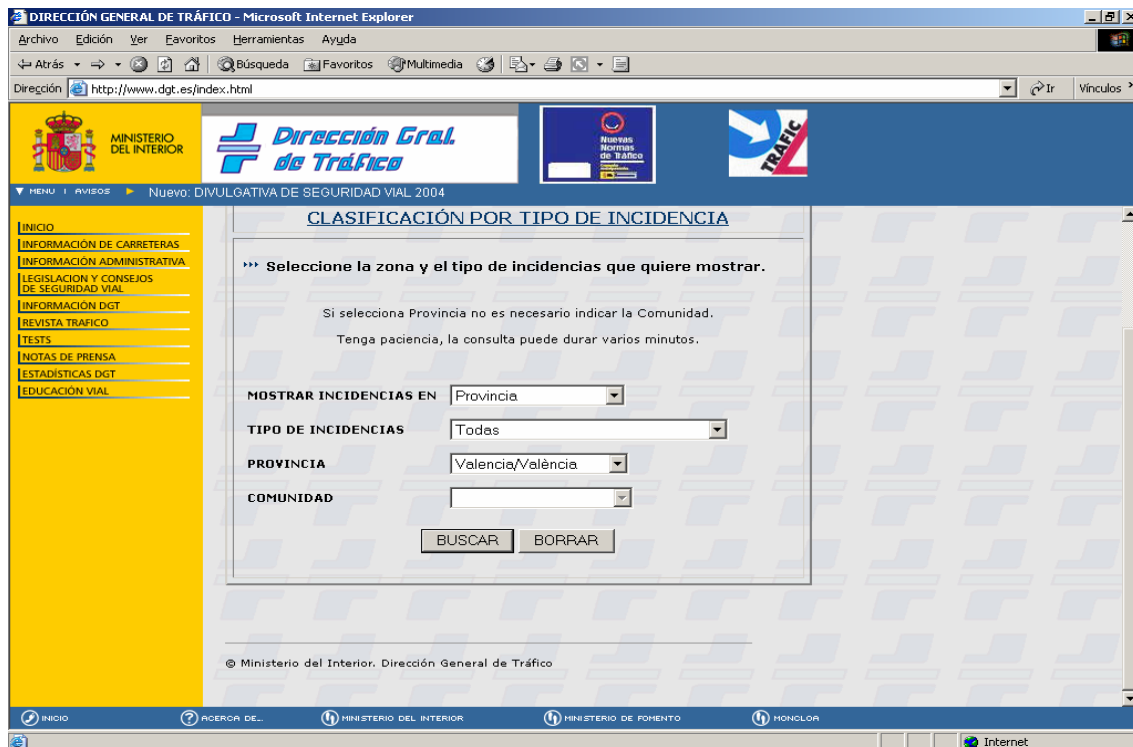 DIRECCIÓN GENERAL DE TRÁFICO - Microsoft Internet Explorer
Archivo Edición Ver Favoritos Herramientas Ayuda
Atrás Búsqueda Favoritos Multimedia
Dirección http://www.dgt.es/index.html Ir Vínculos
MINISTERIO
DEL INTERIOR
Dirección Gral.
de Tráfico
Nuevas
Normas
de Tráfico
TRAFIC
MENU | AVISOS Nuevo: DIVULGATIVA DE SEGURIDAD VIAL 2004
INICIO
INFORMACIÓN DE CARRETERAS
INFORMACIÓN ADMINISTRATIVA
LEGISLACION Y CONSEJOS
DE SEGURIDAD VIAL
INFORMACIÓN DGT
REVISTA TRAFICO
TESTS
NOTAS DE PRENSA
ESTADÍSTICAS DGT
EDUCACIÓN VIAL
CLASIFICACIÓN POR TIPO DE INCIDENCIA
Seleccione la zona y el tipo de incidencias que quiere mostrar.
Si selecciona Provincia no es necesario indicar la Comunidad.
Tenga paciencia, la consulta puede durar varios minutos.
MOSTRAR INCIDENCIAS EN Provincia
TIPO DE INCIDENCIAS Todas
PROVINCIA Valencia/València
COMUNIDAD
BUSCAR BORRAR
© Ministerio del Interior. Dirección General de Tráfico
INICIO ACERCA DE... MINISTERIO DEL INTERIOR MINISTERIO DE FOMENTO MONCLOA
Internet